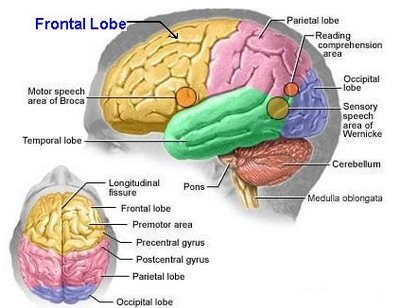 Frontal Lobe
Parietal lobe
Reading
comprehension
area
Motor speech
area of Broca
Occipital
lobe
Sensory
speech
area of
Wernicke
Temporal lobe
Cerebellum
Pons
Medulla oblongata
Longitudinal
fissure
Frontal lobe
Premotor area
Precentral gyrus
Postcentral gyrus
Parietal lobe
Occipital lobe